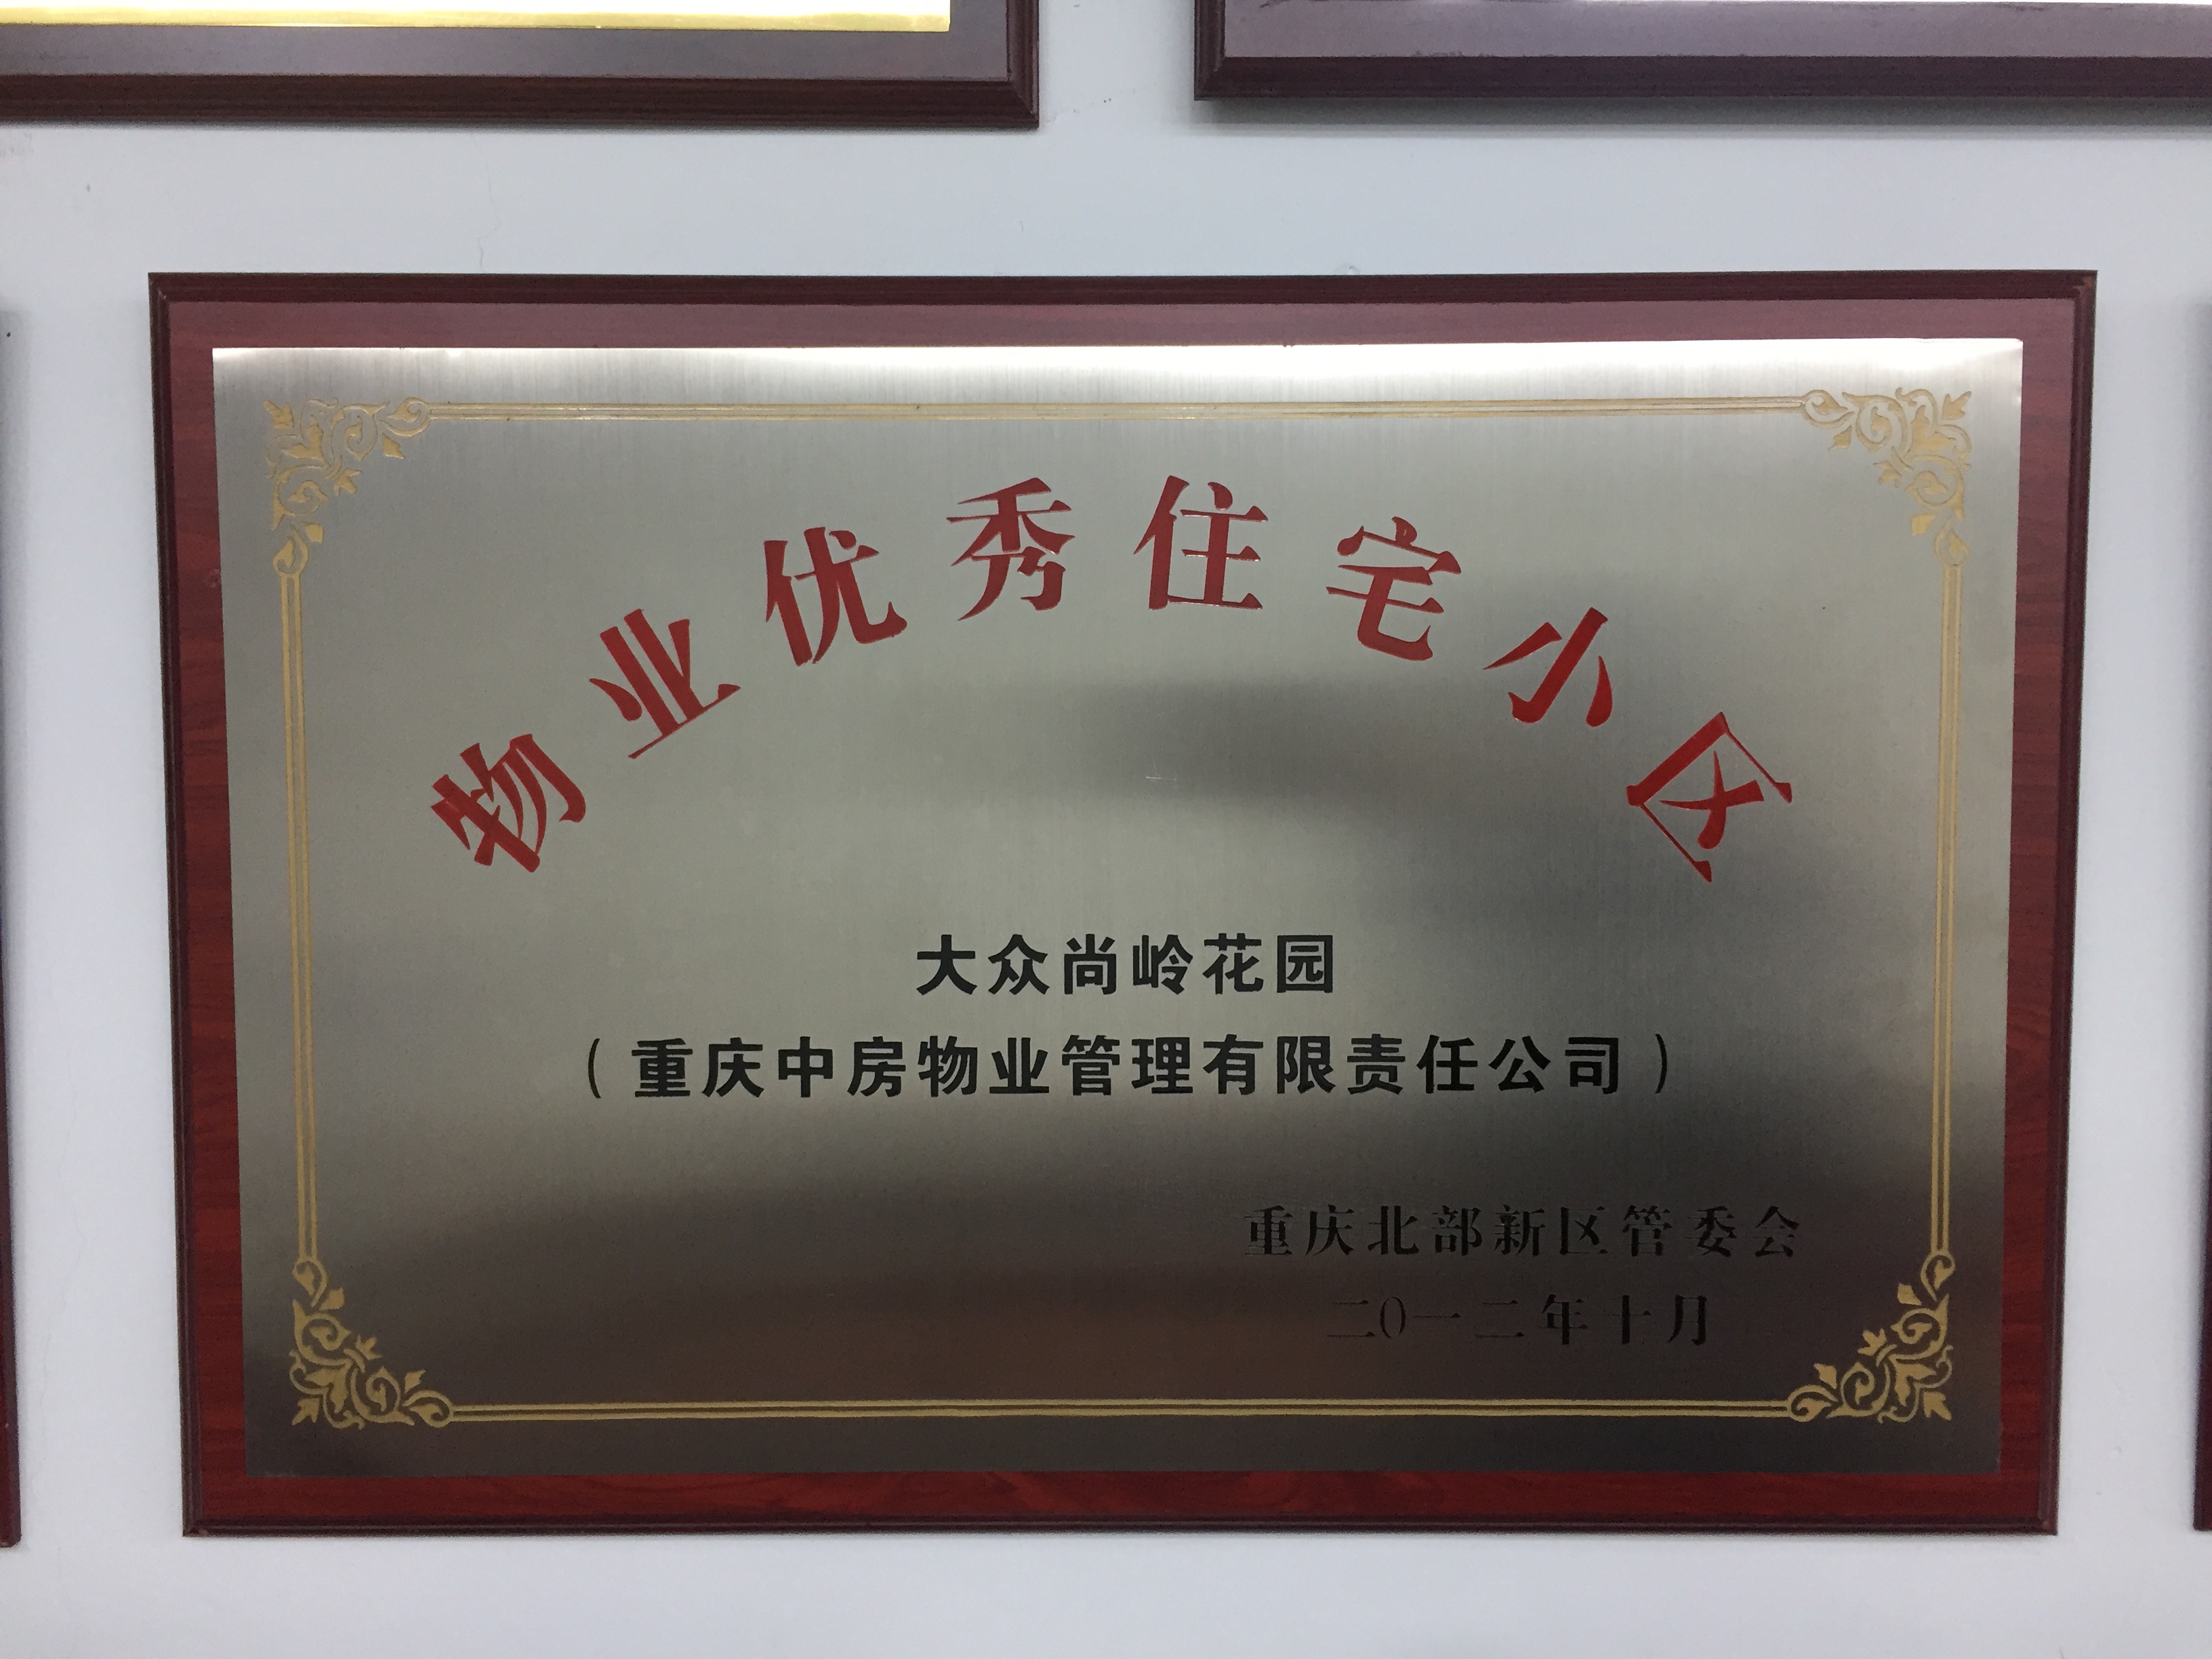 物业优秀住宅小区
大众尚岭花园
（重庆中房物业管理有限责任公司）
重庆北部新区管委会
二0一二年十月